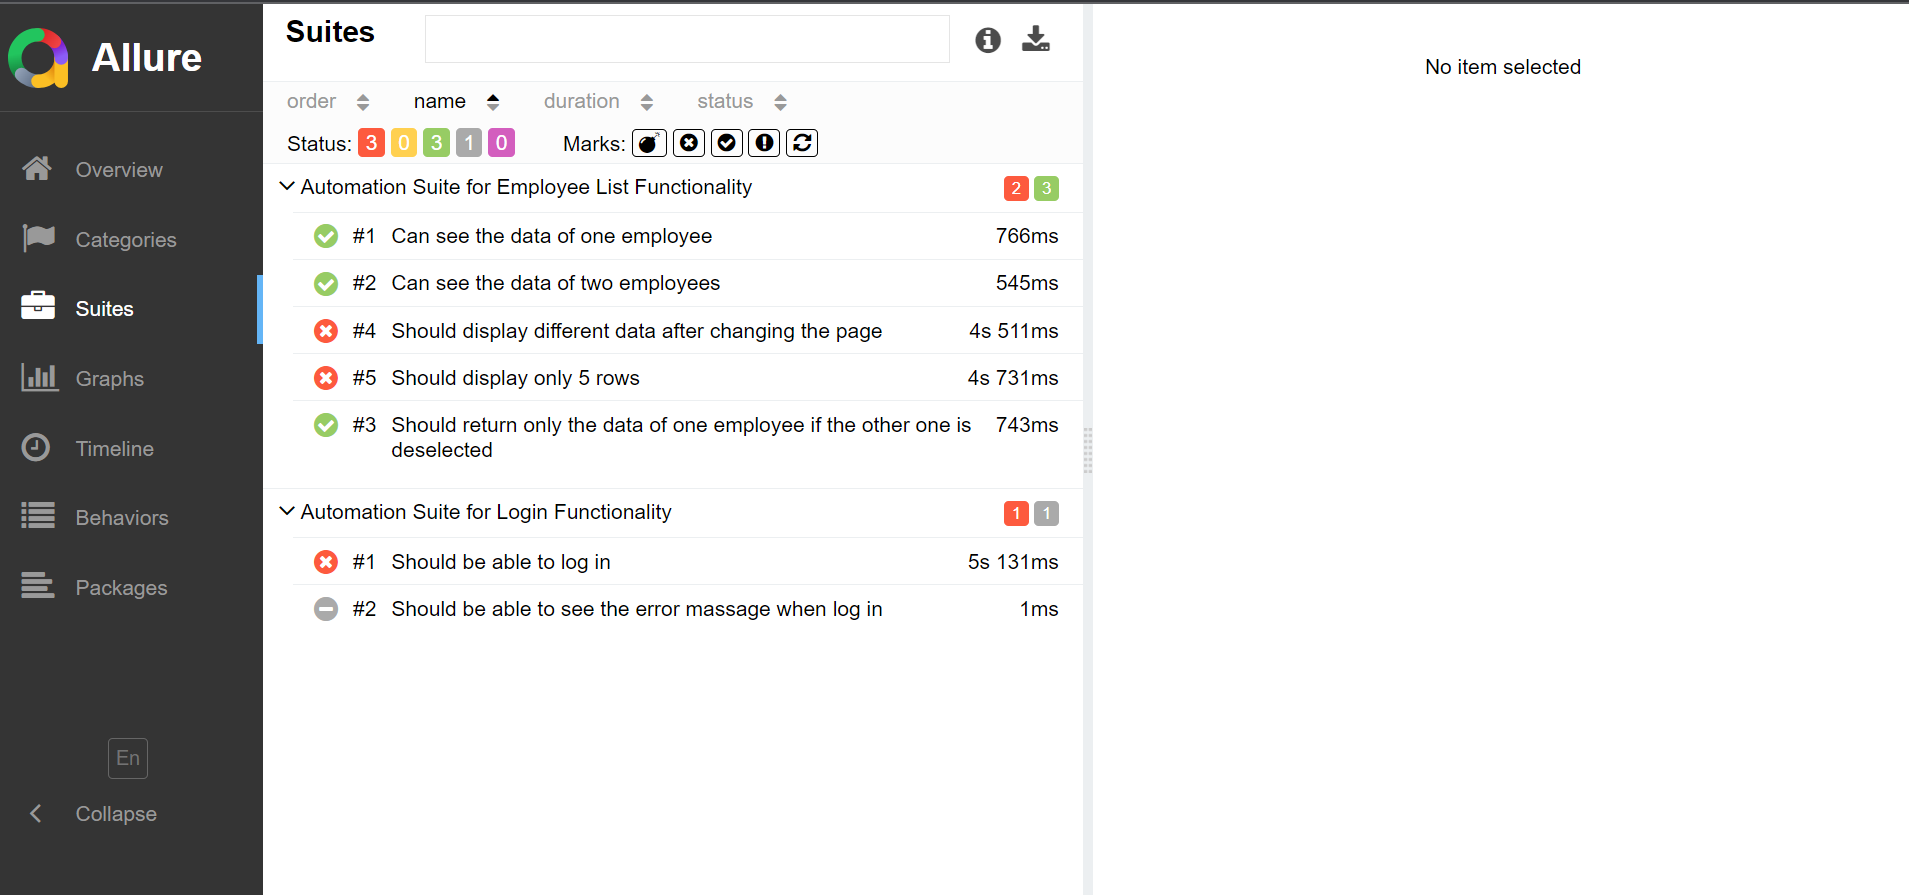 Allure
Overview
Categories
Suites
Graphs
Timeline
Behaviors
Packages
En
Collapse
Suites
order name duration status
Status: 3 0 3 1 0 Marks:
Automation Suite for Employee List Functionality 2 3
#1 Can see the data of one employee 766ms
#2 Can see the data of two employees 545ms
#4 Should display different data after changing the page 4s 511ms
#5 Should display only 5 rows 4s 731ms
#3 Should return only the data of one employee if the other one is 743ms
deselected
Automation Suite for Login Functionality 1 1
#1 Should be able to log in 5s 131ms
#2 Should be able to see the error massage when log in 1ms
No item selected